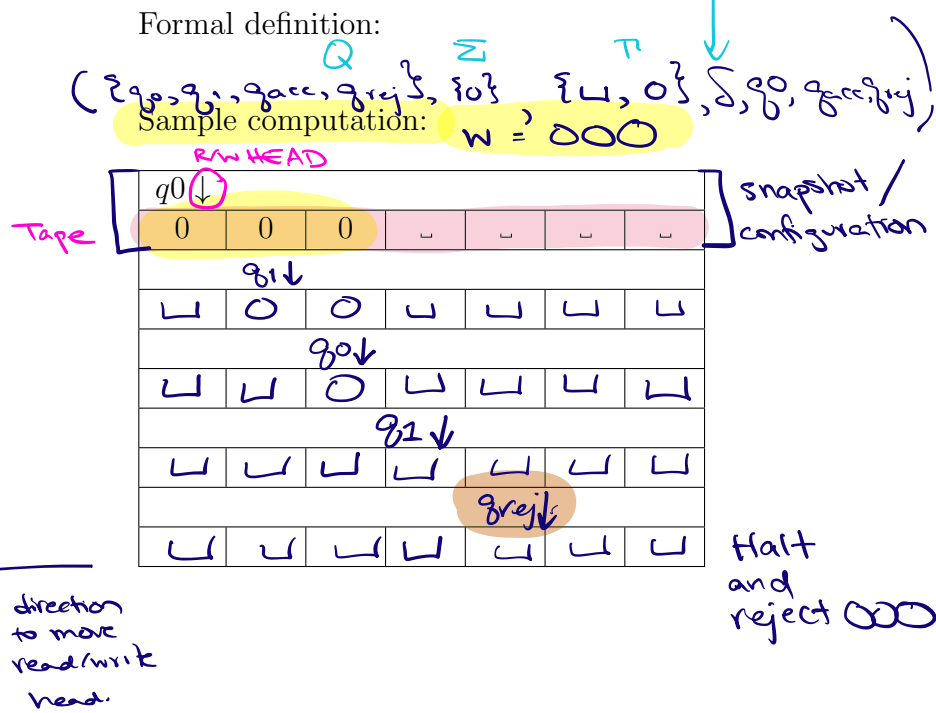 Formal definition:
Q Σ Γ
({q0, q1, qacc, qrej}, {0} , {⊔, 0}, δ, q0, qacc, qrej)
Sample computation: w = 000
R/W HEAD
q0 ↓
snapshot /
configuration
Tape
0 0 0 ␣ ␣ ␣ ␣
q1 ↓
⊔ 0 0 ⊔ ⊔ ⊔ ⊔
q0 ↓
⊔ ⊔ 0 ⊔ ⊔ ⊔ ⊔
q1 ↓
⊔ ⊔ ⊔ ⊔ ⊔ ⊔ ⊔
qrej ↓
⊔ ⊔ ⊔ ⊔ ⊔ ⊔ ⊔
Halt
and
reject 000
direction
to move
read/write
head.